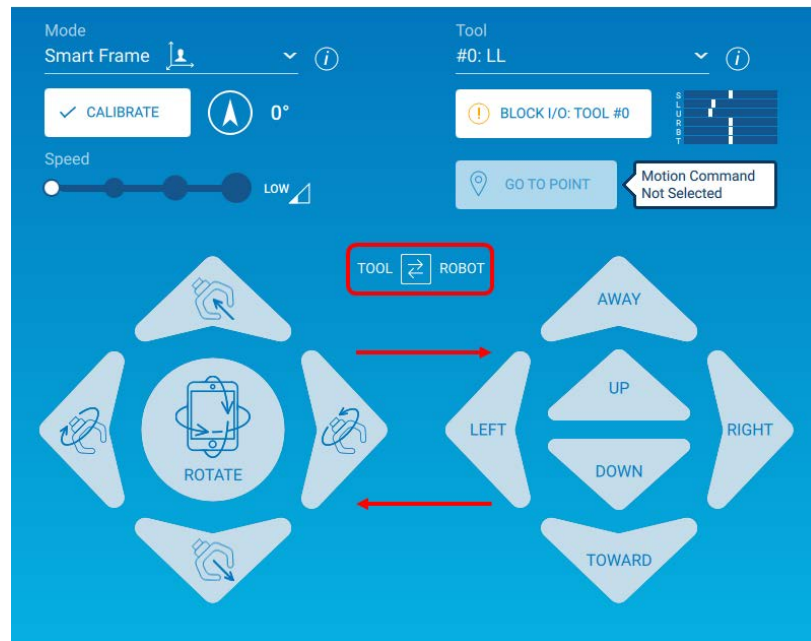 Mode
Smart Frame
Tool
#0: LL
CALIBRATE
0°
BLOCK I/O: TOOL #0
S
L
U
R
B
T
Speed
LOW
GO TO POINT
Motion Command
Not Selected
TOOL
ROBOT
AWAY
UP
LEFT
RIGHT
ROTATE
DOWN
TOWARD